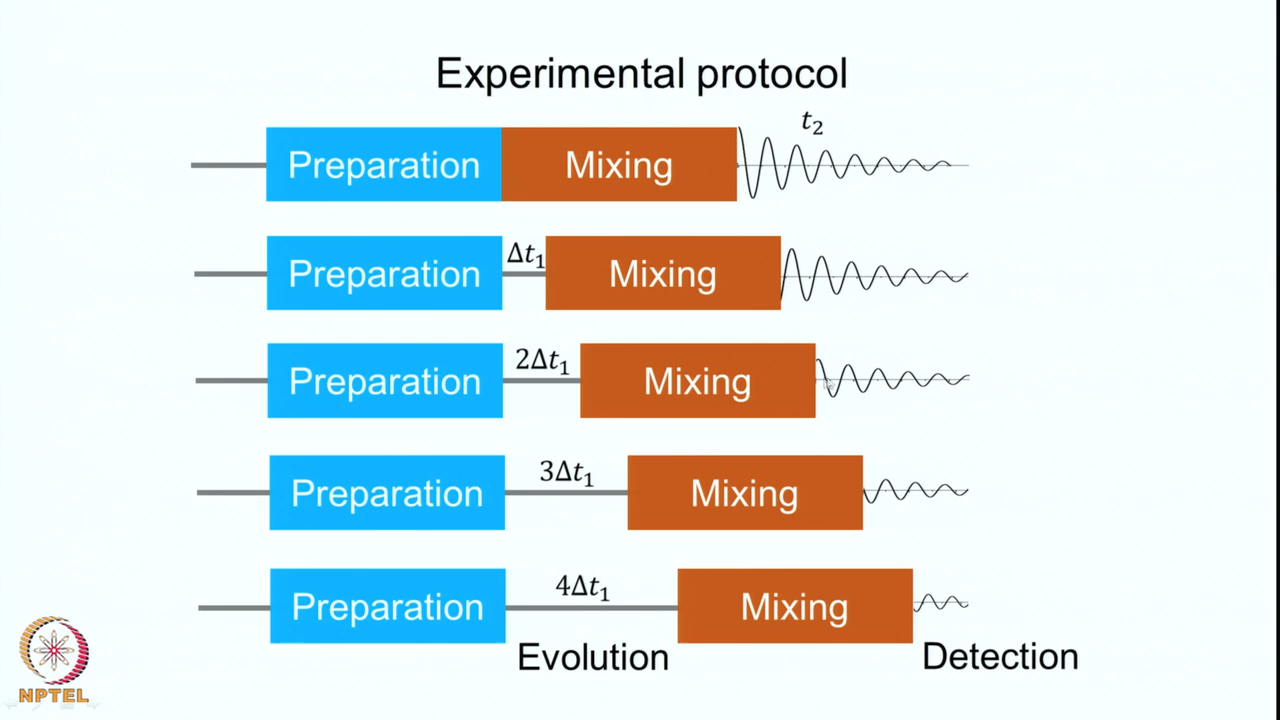 Experimental protocol
Preparation Mixing t₂
Preparation Δt₁ Mixing
Preparation 2Δt₁ Mixing
Preparation 3Δt₁ Mixing
Preparation 4Δt₁ Mixing
Evolution Detection
NPTEL